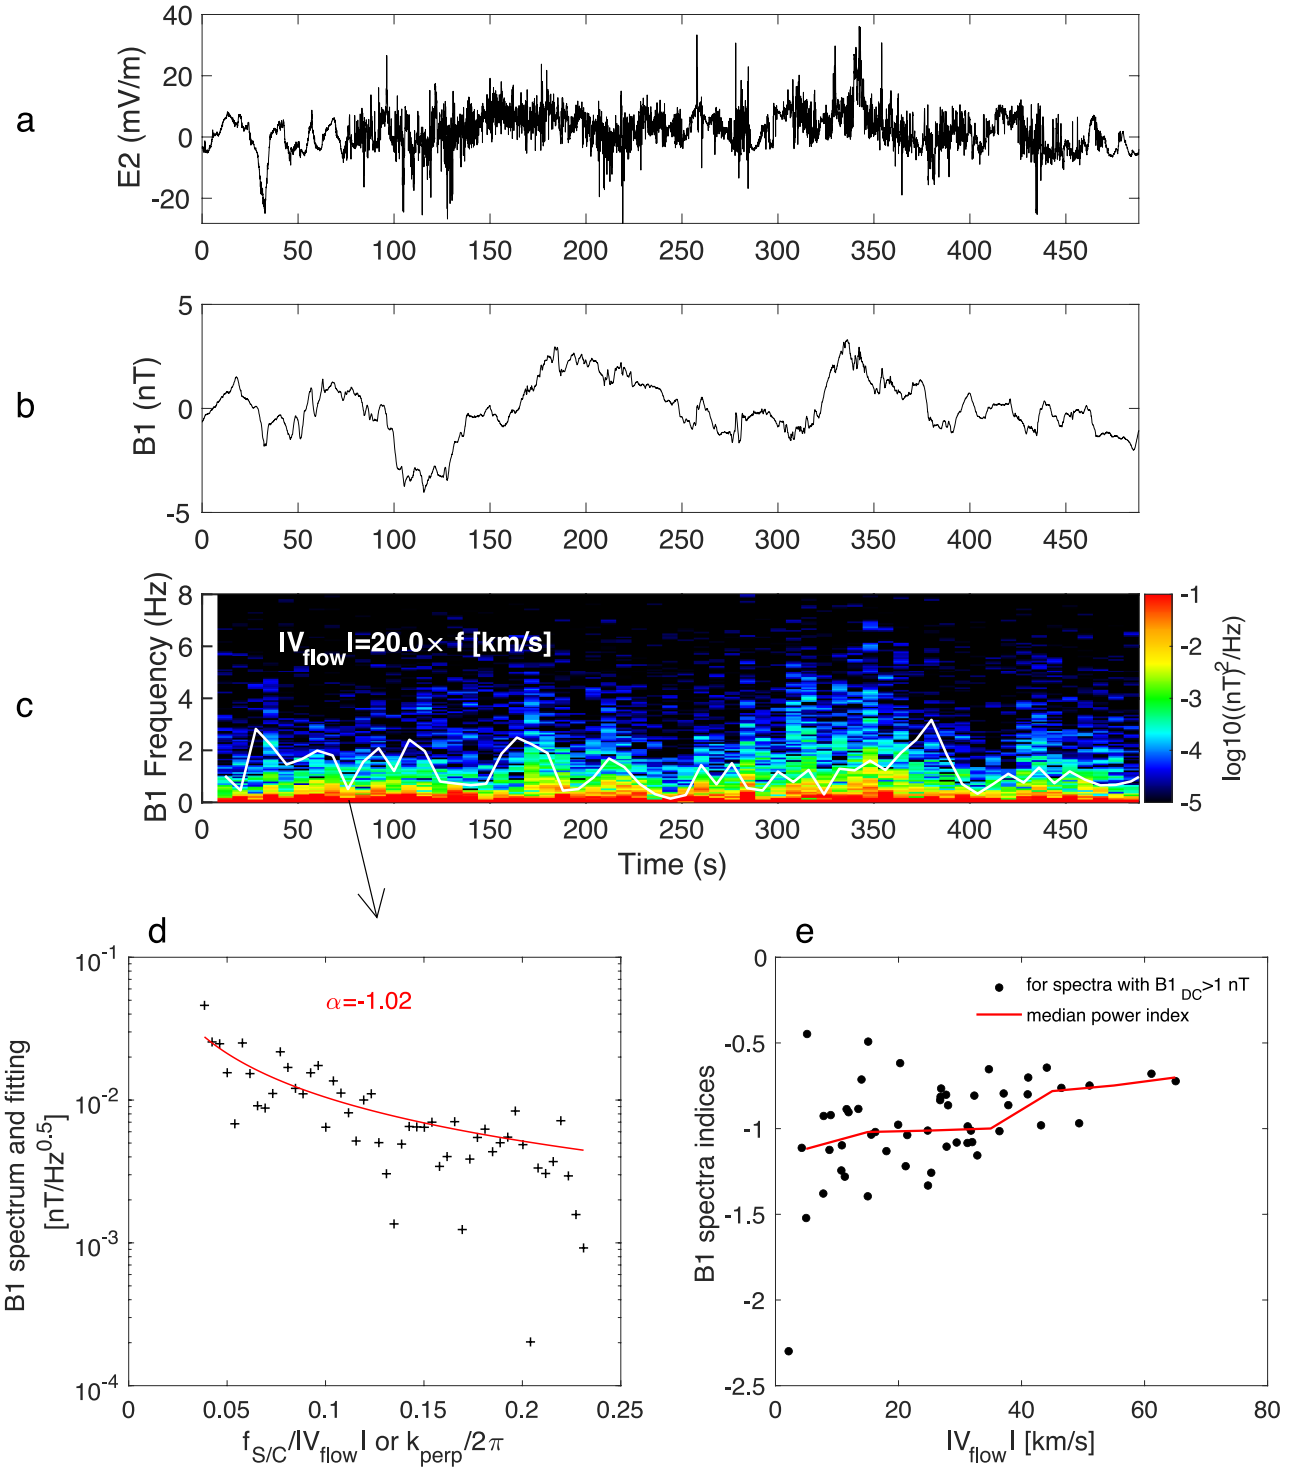 a
E2 (mV/m)
40
20
0
-20
0 50 100 150 200 250 300 350 400 450
b
B1 (nT)
5
0
-5
0 50 100 150 200 250 300 350 400 450
c
B1 Frequency (Hz)
8
6
4
2
0
|V_flow|=20.0× f [km/s]
0 50 100 150 200 250 300 350 400 450
Time (s)
-1
-2
-3
-4
-5
log10((nT)²/Hz)
d
B1 spectrum and fitting
[nT/Hz^0.5]
10^-1
10^-2
10^-3
10^-4
α=-1.02
0 0.05 0.1 0.15 0.2 0.25
f_S/C/|V_flow| or k_perp/2π
e
B1 spectra indices
0
-0.5
-1
-1.5
-2
-2.5
for spectra with B1_DC>1 nT
median power index
0 20 40 60 80
|V_flow| [km/s]